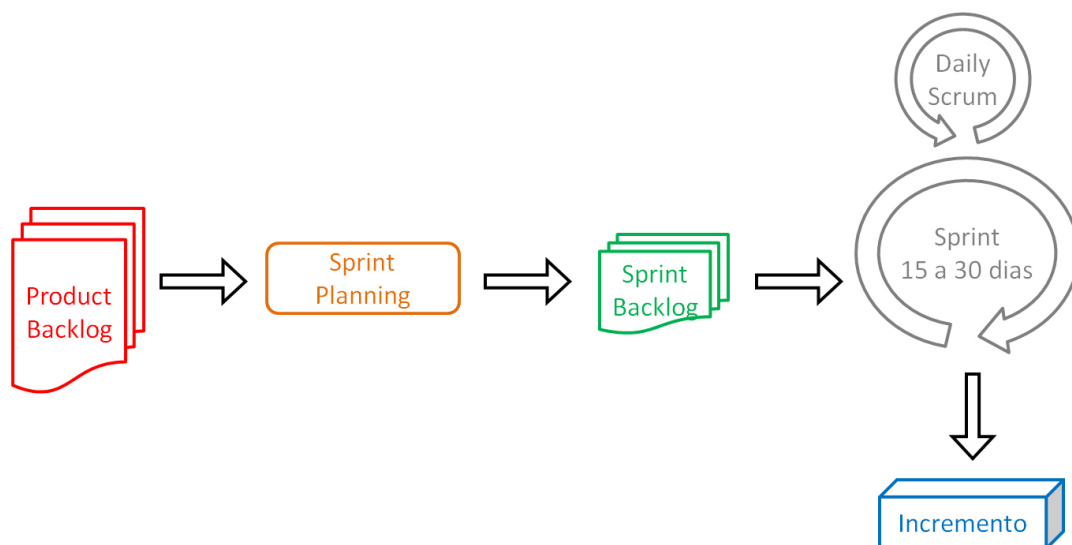 Daily
Scrum
Product
Backlog
Sprint
Planning
Sprint
Backlog
Sprint
15 a 30 dias
Incremento